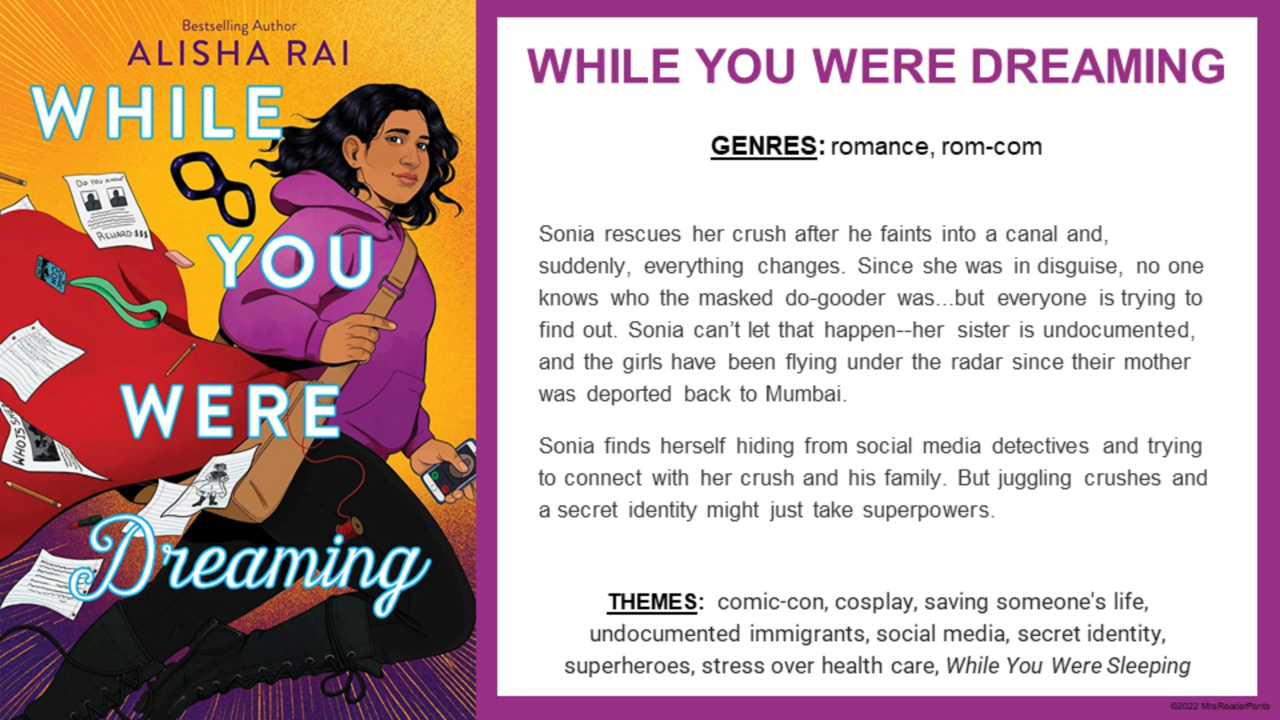 Bestselling Author
ALISHA RAI
WHILE
YOU
WERE
Dreaming
DO YOU KNOW?
REWARD $$$
WHO IS
WHILE YOU WERE DREAMING
GENRES: romance, rom-com
Sonia rescues her crush after he faints into a canal and,
suddenly, everything changes. Since she was in disguise, no one
knows who the masked do-gooder was...but everyone is trying to
find out. Sonia can’t let that happen--her sister is undocumented,
and the girls have been flying under the radar since their mother
was deported back to Mumbai.
Sonia finds herself hiding from social media detectives and trying
to connect with her crush and his family. But juggling crushes and
a secret identity might just take superpowers.
THEMES: comic-con, cosplay, saving someone's life,
undocumented immigrants, social media, secret identity,
superheroes, stress over health care, While You Were Sleeping
©2022 MrsReaderPants